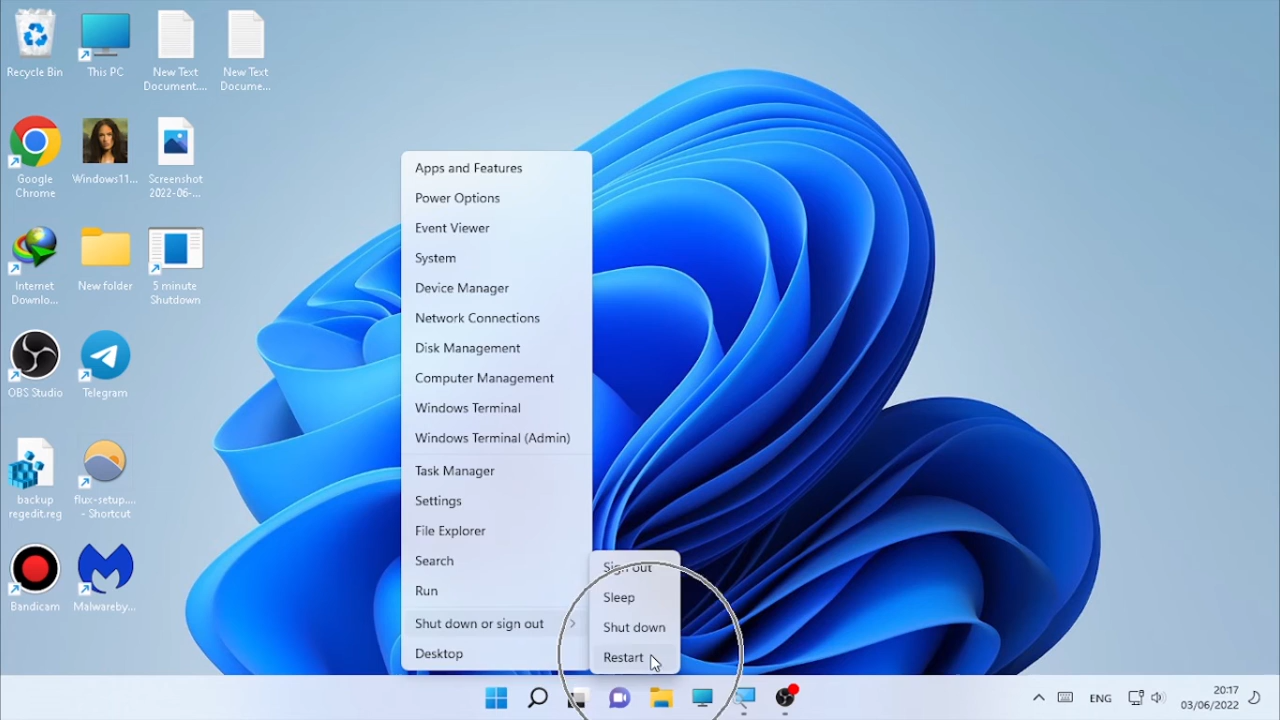 Recycle Bin
This PC
New Text
Document....
New Text
Docume...
Google
Chrome
Windows11...
Screenshot
2022-06-...
Internet
Downlo...
New folder
5 minute
Shutdown
OBS Studio
Telegram
backup
regedit.reg
flux-setup....
- Shortcut
Bandicam
Malwareby...
Apps and Features
Power Options
Event Viewer
System
Device Manager
Network Connections
Disk Management
Computer Management
Windows Terminal
Windows Terminal (Admin)
Task Manager
Settings
File Explorer
Search
Run
Shut down or sign out
Desktop
Sign out
Sleep
Shut down
Restart
ENG
20:17
03/06/2022